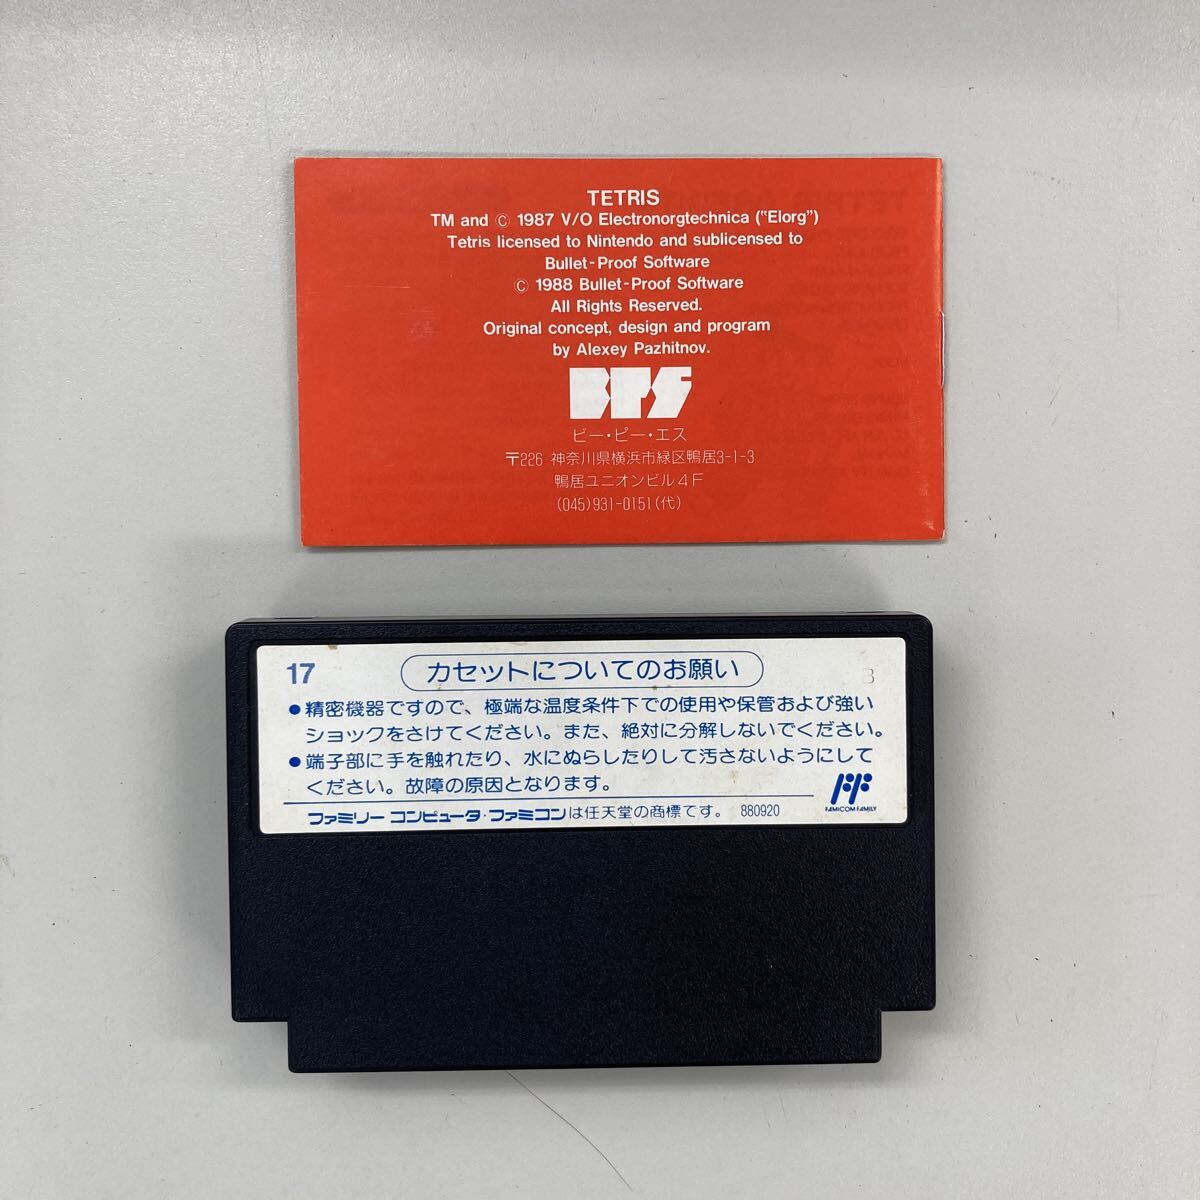 TETRIS
TM and © 1987 V/O Electronorgtechnica ("Elorg")
Tetris licensed to Nintendo and sublicensed to
Bullet-Proof Software
© 1988 Bullet-Proof Software
All Rights Reserved.
Original concept, design and program
by Alexey Pazhitnov.
BPS
ビー・ピー・エス
〒226 神奈川県横浜市緑区鴨居3-1-3
鴨居ユニオンビル4F
(045)931-0151(代)
17 カセットについてのお願い B
●精密機器ですので、極端な温度条件下での使用や保管および強い
ショックをさけてください。また、絶対に分解しないでください。
●端子部に手を触れたり、水にぬらしたりして汚さないようにして
ください。故障の原因となります。
FAMICOM FAMILY
ファミリーコンピュータ・ファミコンは任天堂の商標です。 880920